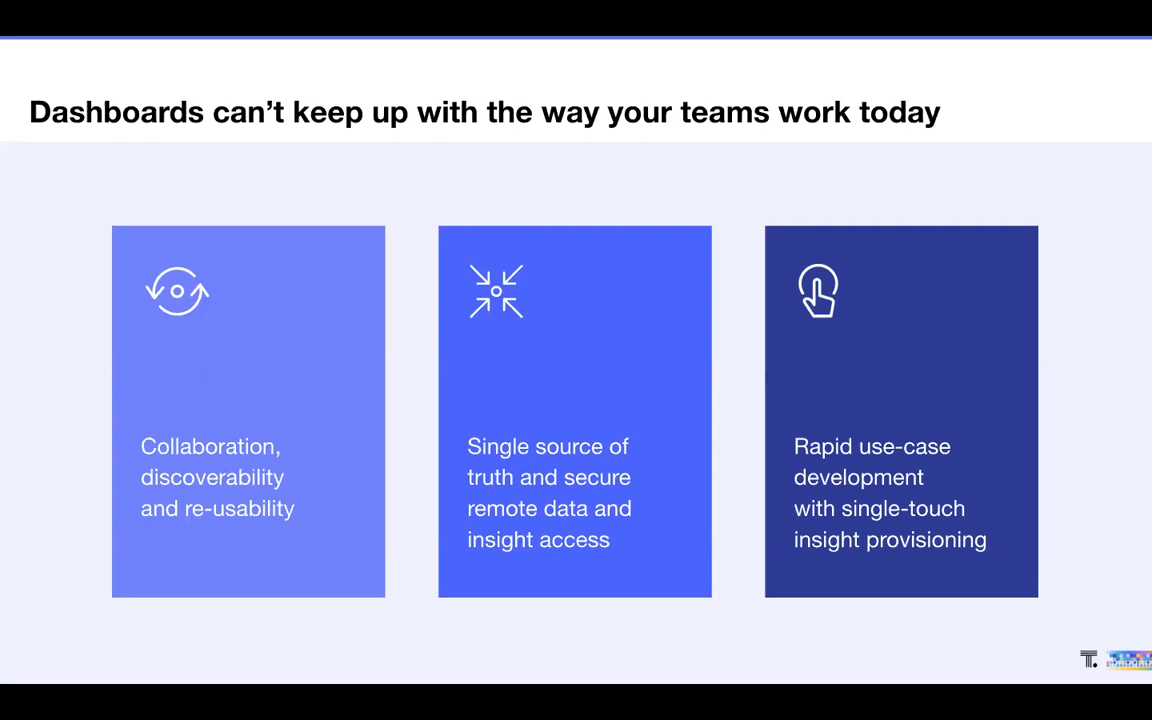 Dashboards can’t keep up with the way your teams work today
Collaboration,
discoverability
and re-usability
Single source of
truth and secure
remote data and
insight access
Rapid use-case
development
with single-touch
insight provisioning
T.